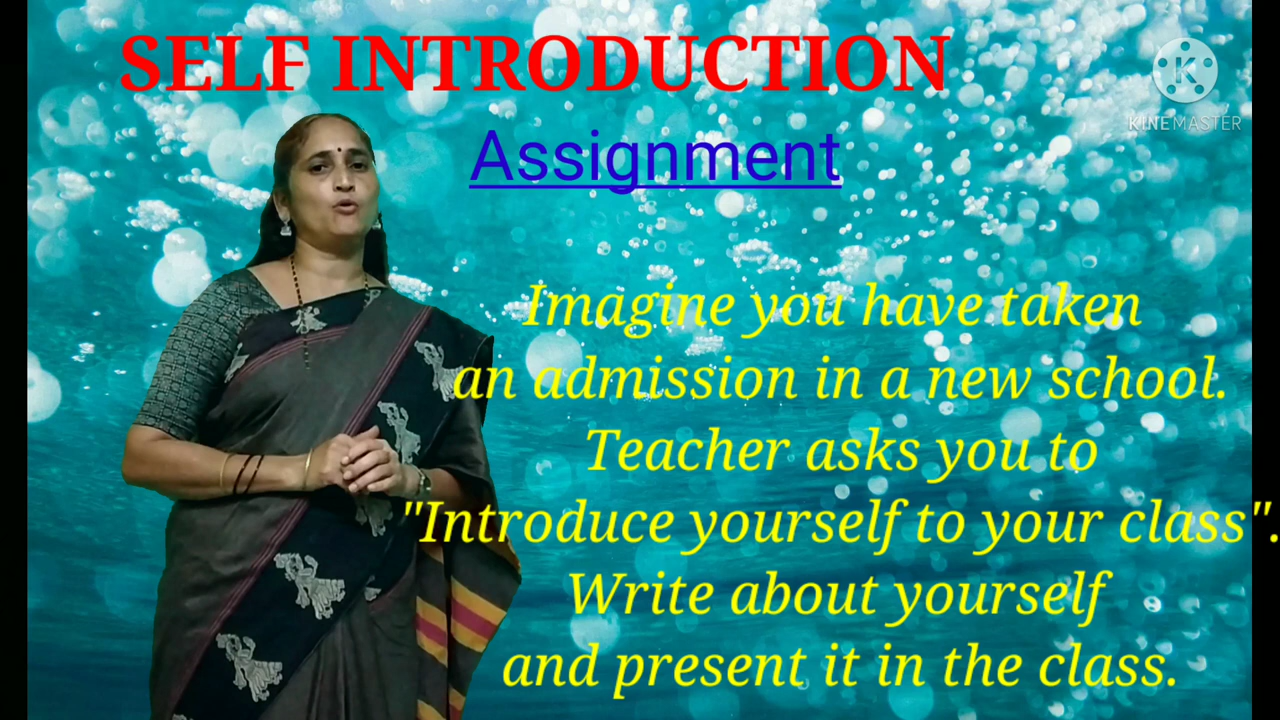 SELF INTRODUCTION
KINEMASTER
Assignment
Imagine you have taken
an admission in a new school.
Teacher asks you to
"Introduce yourself to your class".
Write about yourself
and present it in the class.